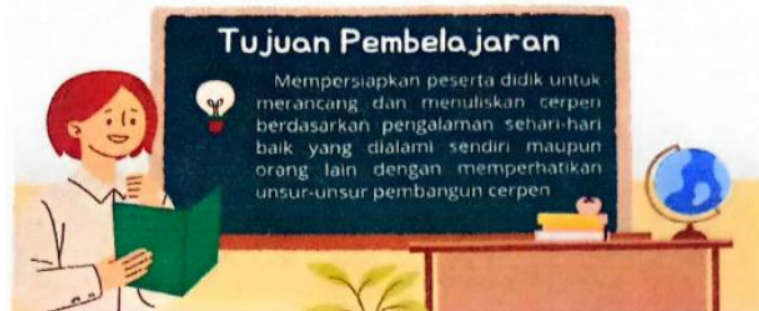 Tujuan Pembelajaran
Mempersiapkan peserta didik untuk
merancang dan menuliskan cerpen
berdasarkan pengalaman sehari-hari
baik yang dialami sendiri maupun
orang lain dengan memperhatikan
unsur-unsur pembangun cerpen